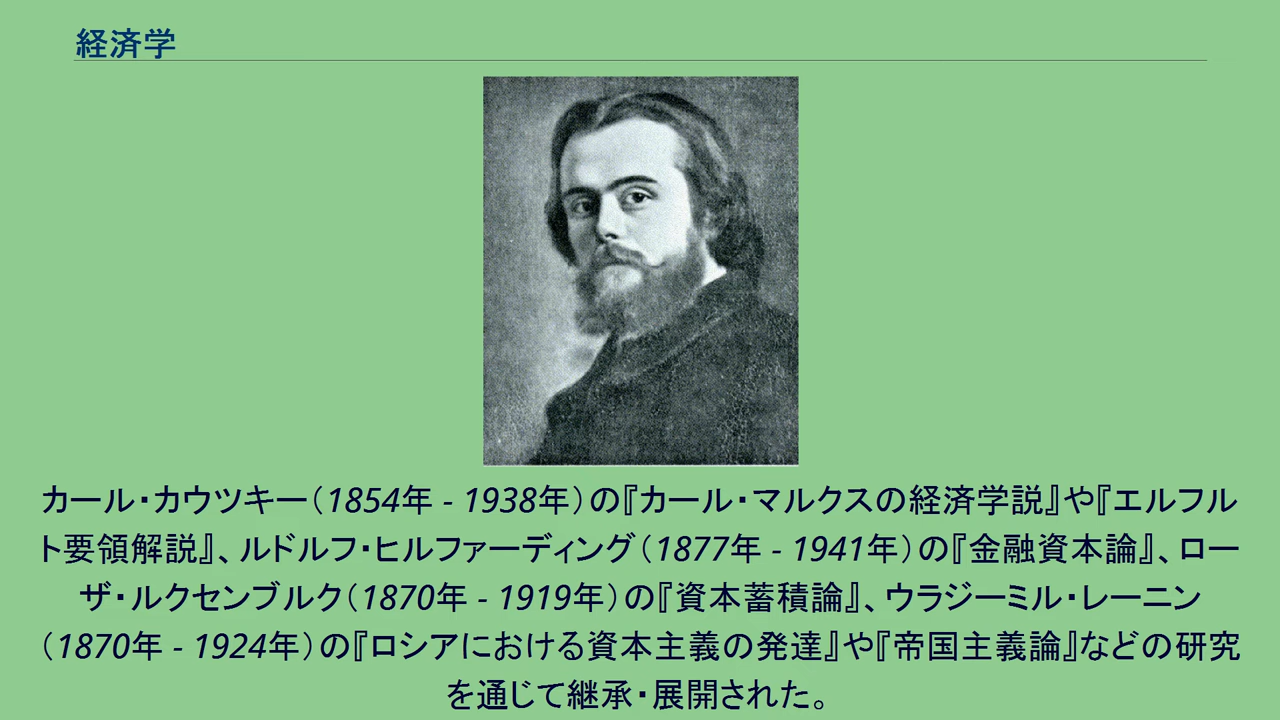 経済学
カール・カウツキー（1854年 - 1938年）の『カール・マルクスの経済学説』や『エルフル
ト要領解説』、ルドルフ・ヒルファーディング（1877年 - 1941年）の『金融資本論』、ロー
ザ・ルクセンブルク（1870年 - 1919年）の『資本蓄積論』、ウラジーミル・レーニン
（1870年 - 1924年）の『ロシアにおける資本主義の発達』や『帝国主義論』などの研究
を通じて継承・展開された。